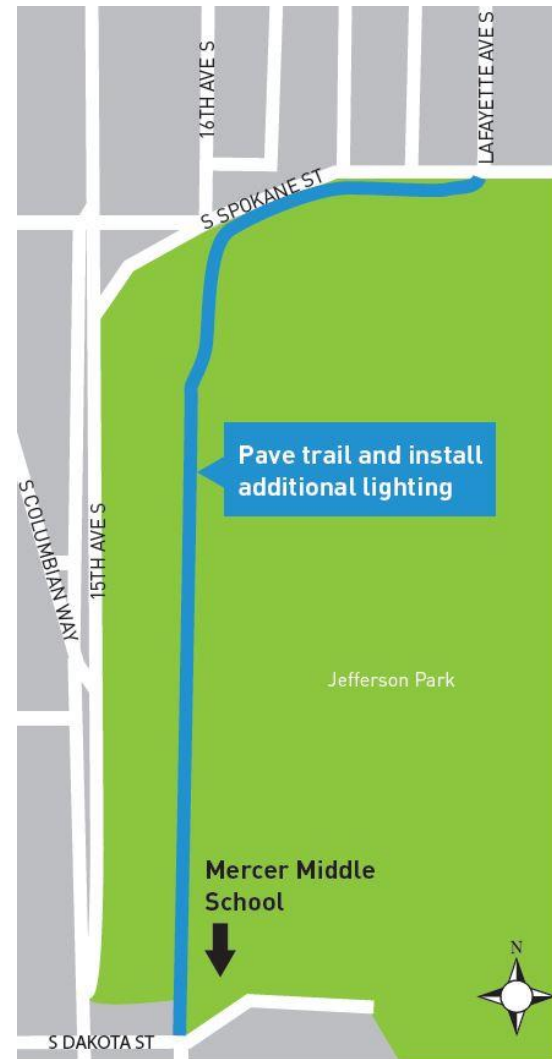 16TH AVE S
LAFAYETTE AVE S
S SPOKANE ST
Pave trail and install
additional lighting
S COLUMBIAN WAY
15TH AVE S
Jefferson Park
Mercer Middle
School
N
S DAKOTA ST